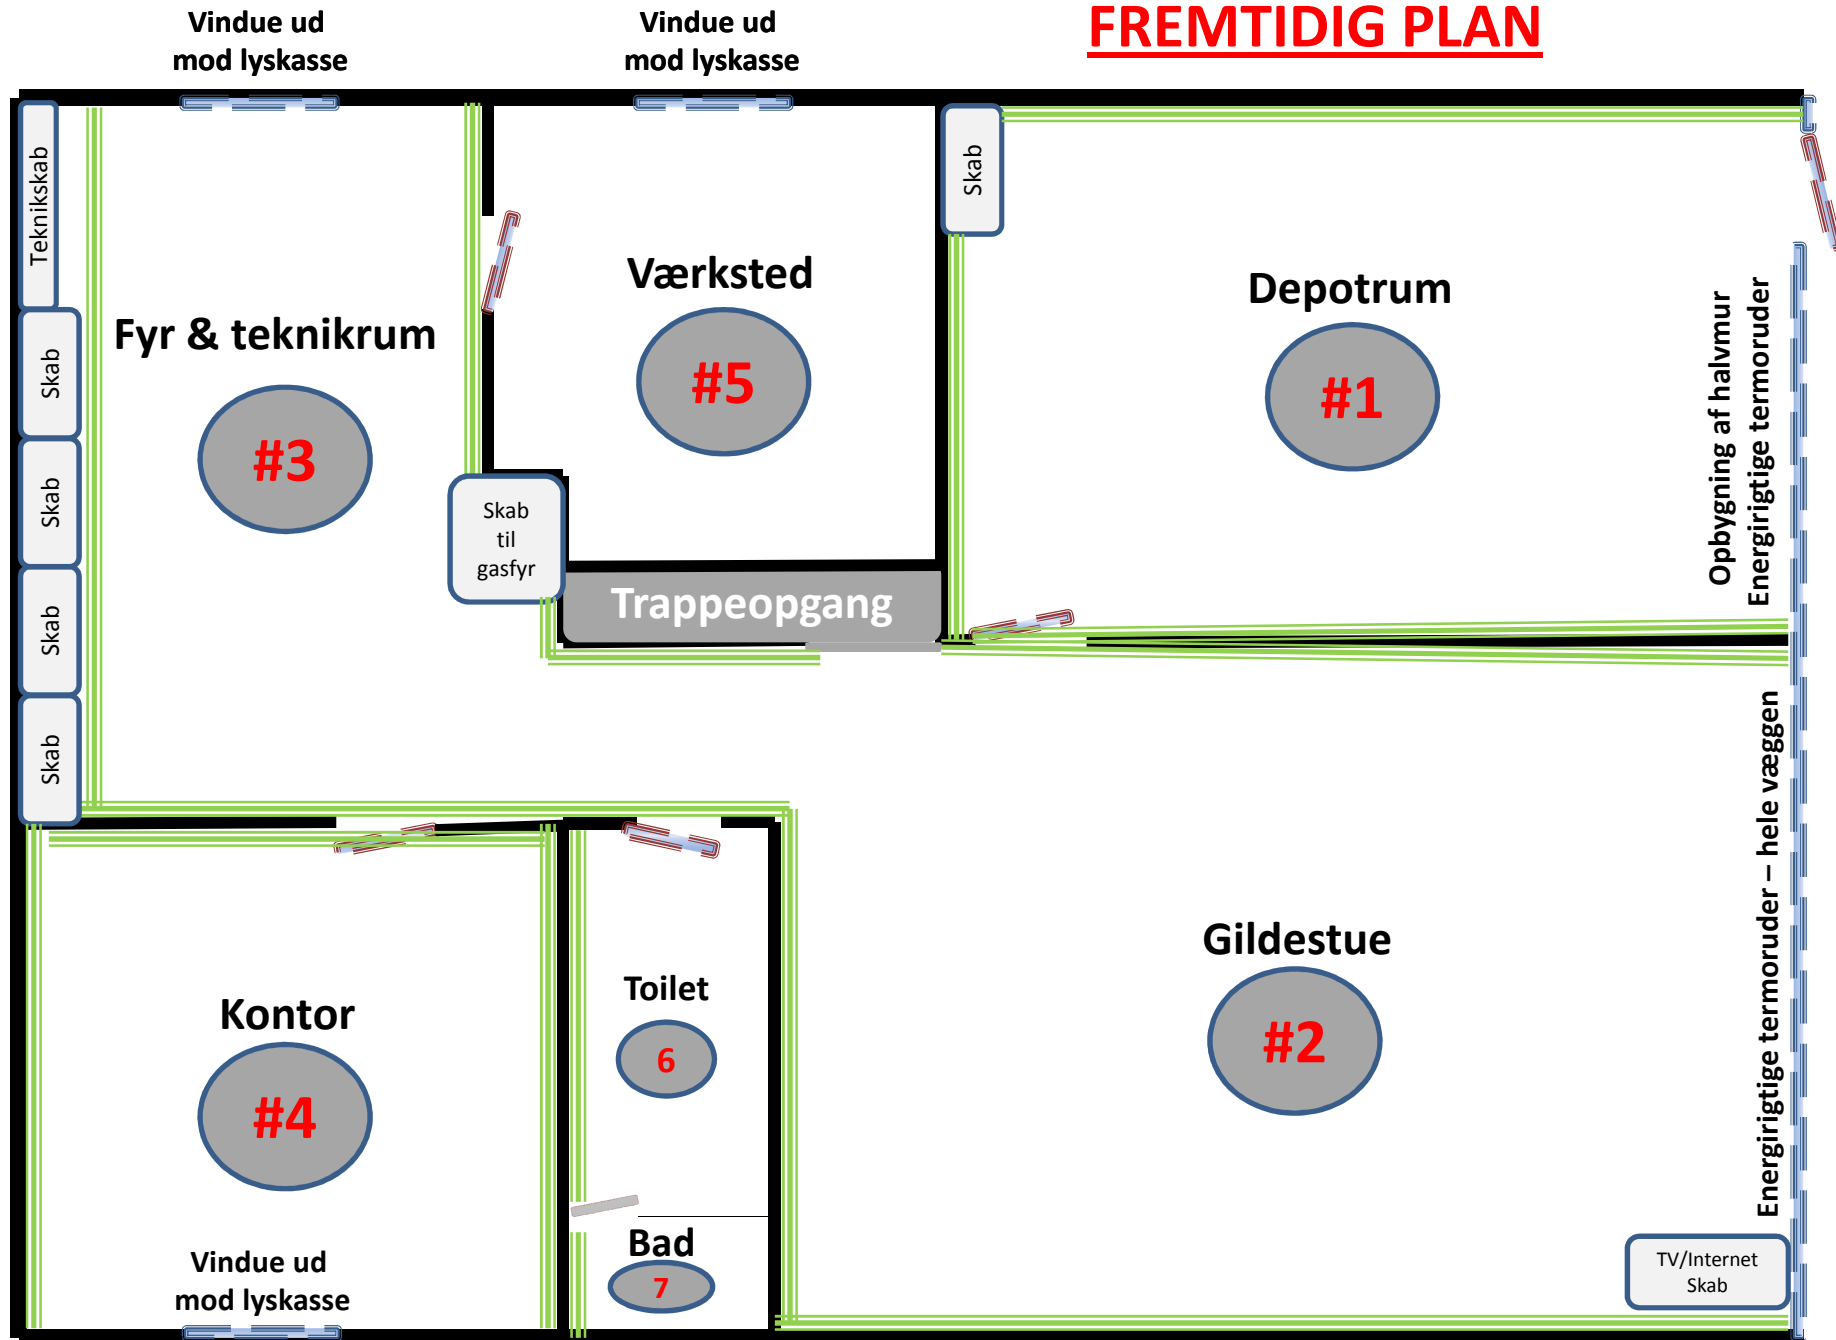 Vindue ud
mod lyskasse
Vindue ud
mod lyskasse
FREMTIDIG PLAN
Teknikskab
Skab
Skab
Skab
Skab
Fyr & teknikrum
#3
Skab
til
gasfyr
Værksted
#5
Trappeopgang
Skab
Depotrum
#1
Opbygning af halvmur
Energirigtige termoruder
Kontor
#4
Vindue ud
mod lyskasse
Toilet
6
Bad
7
Gildestue
#2
Energirigtige termoruder – hele væggen
TV/Internet
Skab